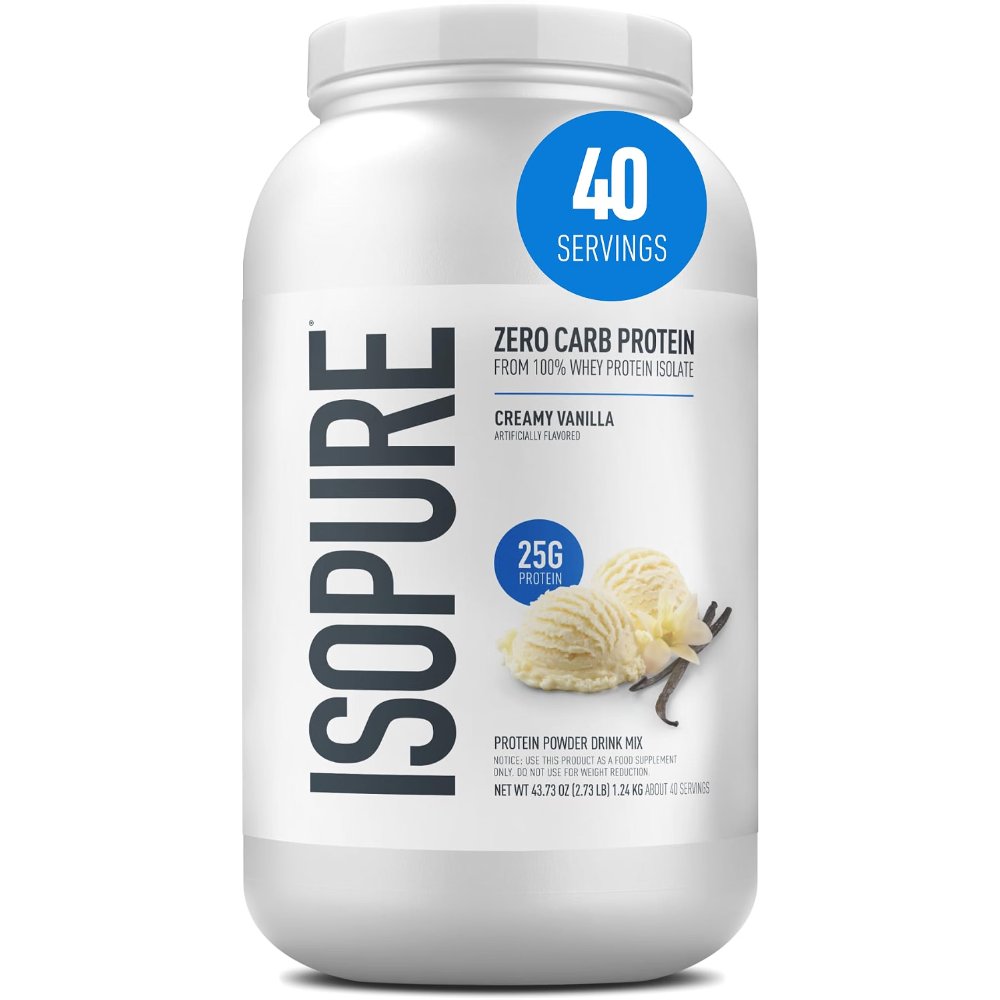 40
SERVINGS
ISOPURE®
ZERO CARB PROTEIN
FROM 100% WHEY PROTEIN ISOLATE
CREAMY VANILLA
ARTIFICIALLY FLAVORED
25G
PROTEIN
PROTEIN POWDER DRINK MIX
NOTICE: USE THIS PRODUCT AS A FOOD SUPPLEMENT
ONLY. DO NOT USE FOR WEIGHT REDUCTION.
NET WT 43.73 OZ (2.73 LB) 1.24 KG ABOUT 40 SERVINGS